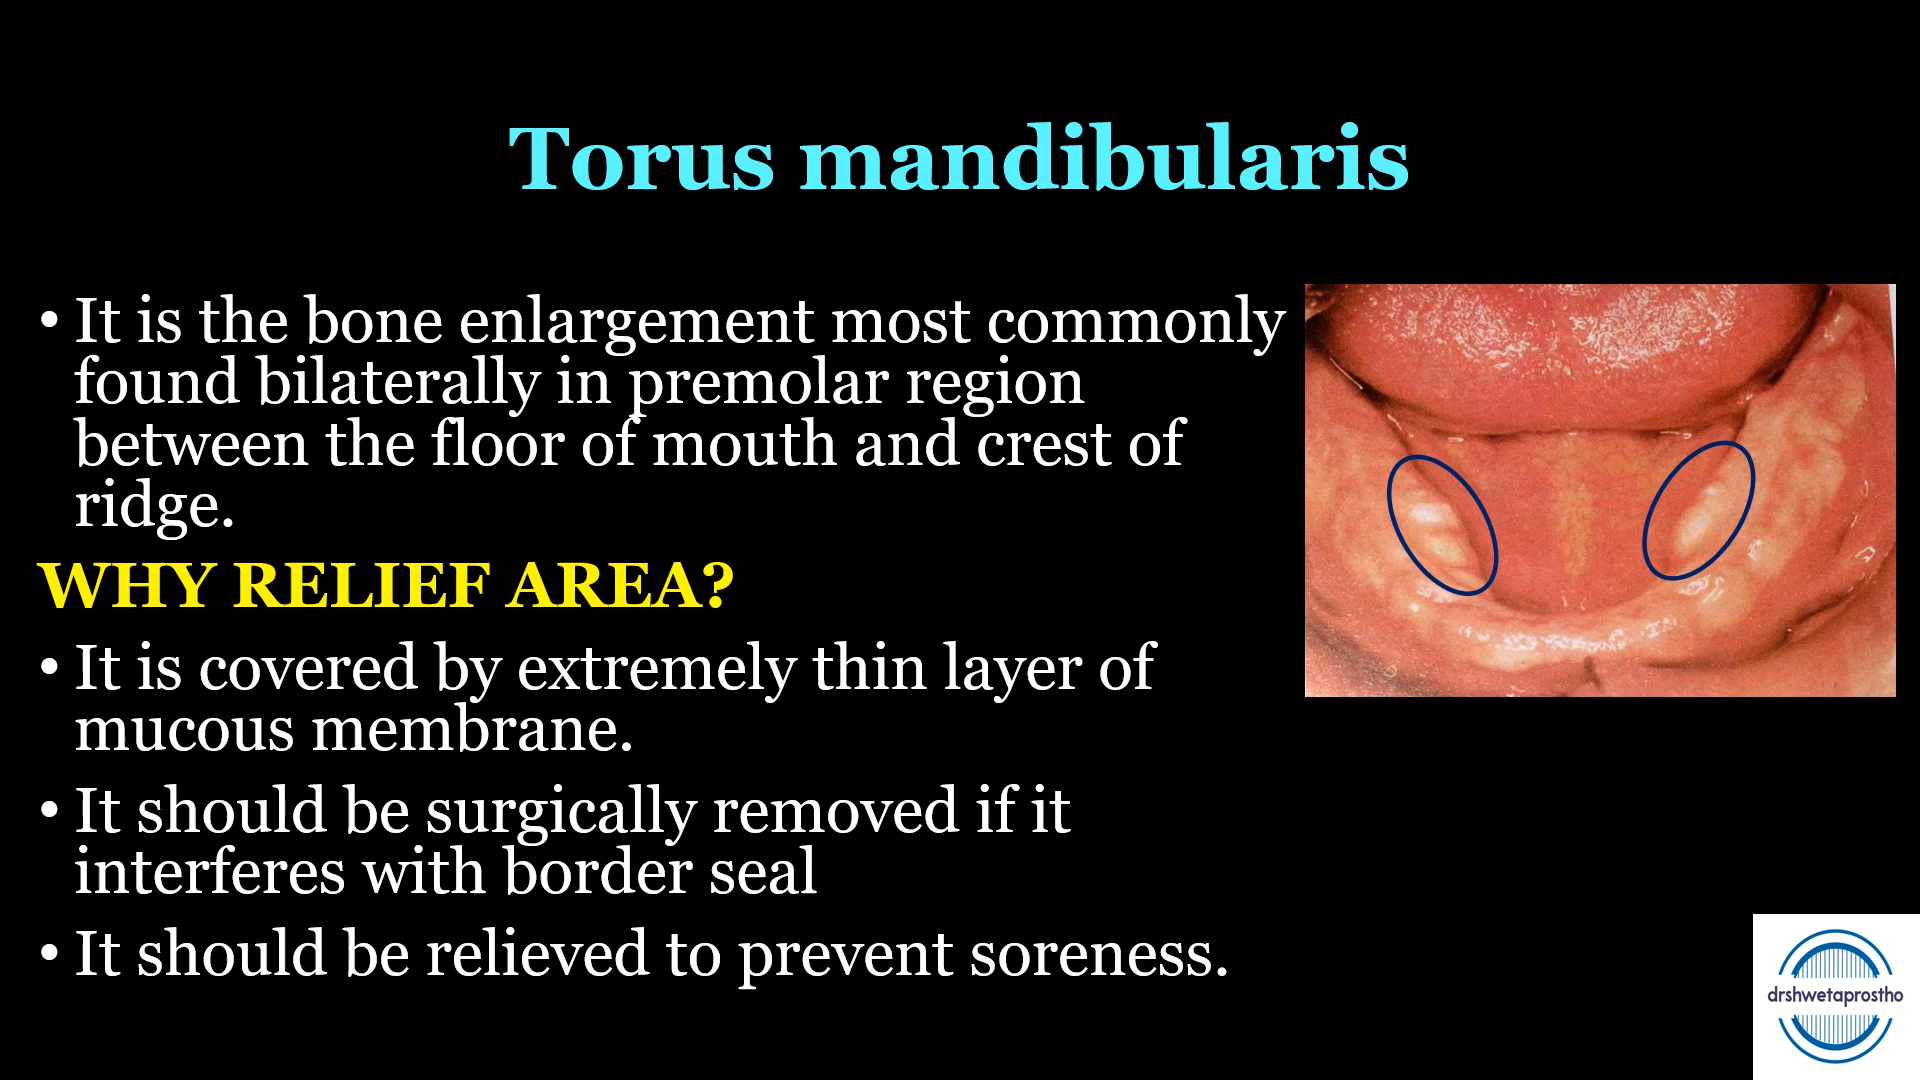 Torus mandibularis
• It is the bone enlargement most commonly
found bilaterally in premolar region
between the floor of mouth and crest of
ridge.
WHY RELIEF AREA?
• It is covered by extremely thin layer of
mucous membrane.
• It should be surgically removed if it
interferes with border seal
• It should be relieved to prevent soreness.
drshwetaprostho